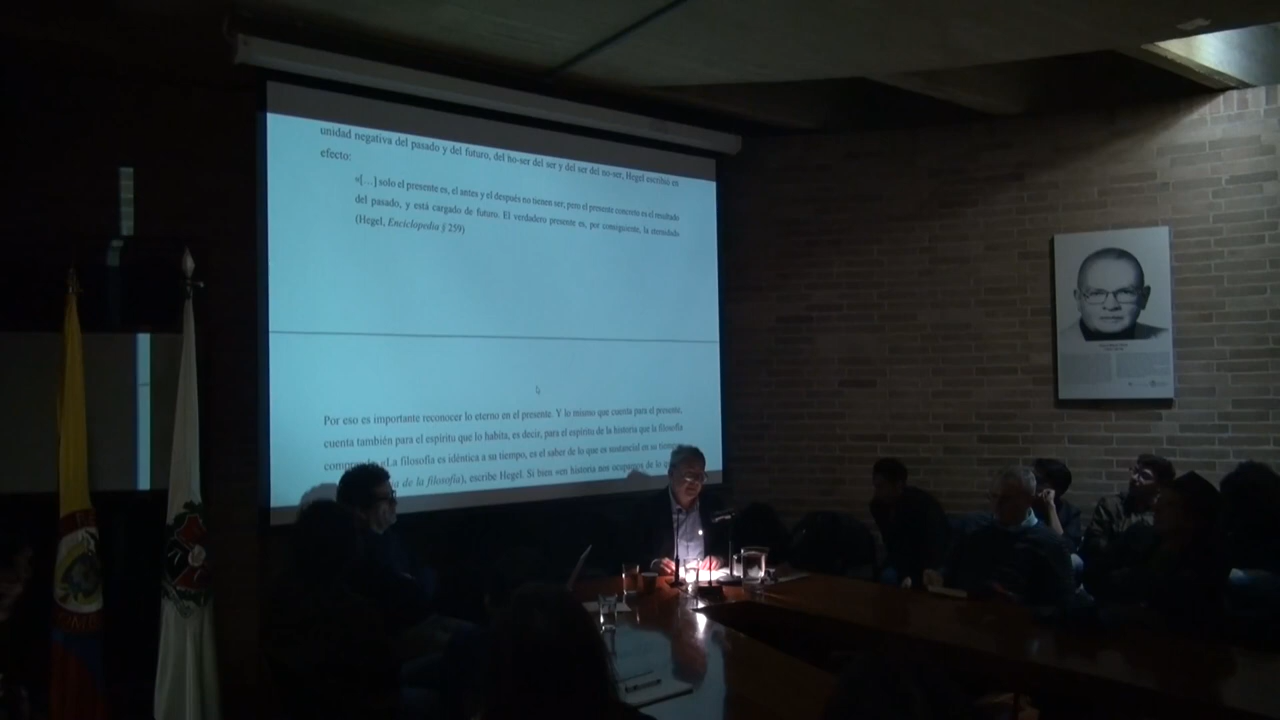 unidad negativa del pasado y del futuro, del no-ser del ser y del ser del no-ser, Hegel escribió en
efecto:
«[…] solo el presente es, el antes y el después no tienen ser, pero el presente concreto es el resultado
del pasado, y está cargado de futuro. El verdadero presente es, por consiguiente, la eternidad»
(Hegel, Enciclopedia § 259)
Por eso es importante reconocer lo eterno en el presente. Y lo mismo que cuenta para el presente,
cuenta también para el espíritu que lo habita, es decir, para el espíritu de la historia que la filosofía
«La filosofía es idéntica a su tiempo, es el saber de lo que es sustancial en su tiempo»
de la filosofía), escribe Hegel. Si bien «en historia nos ocupamos de lo